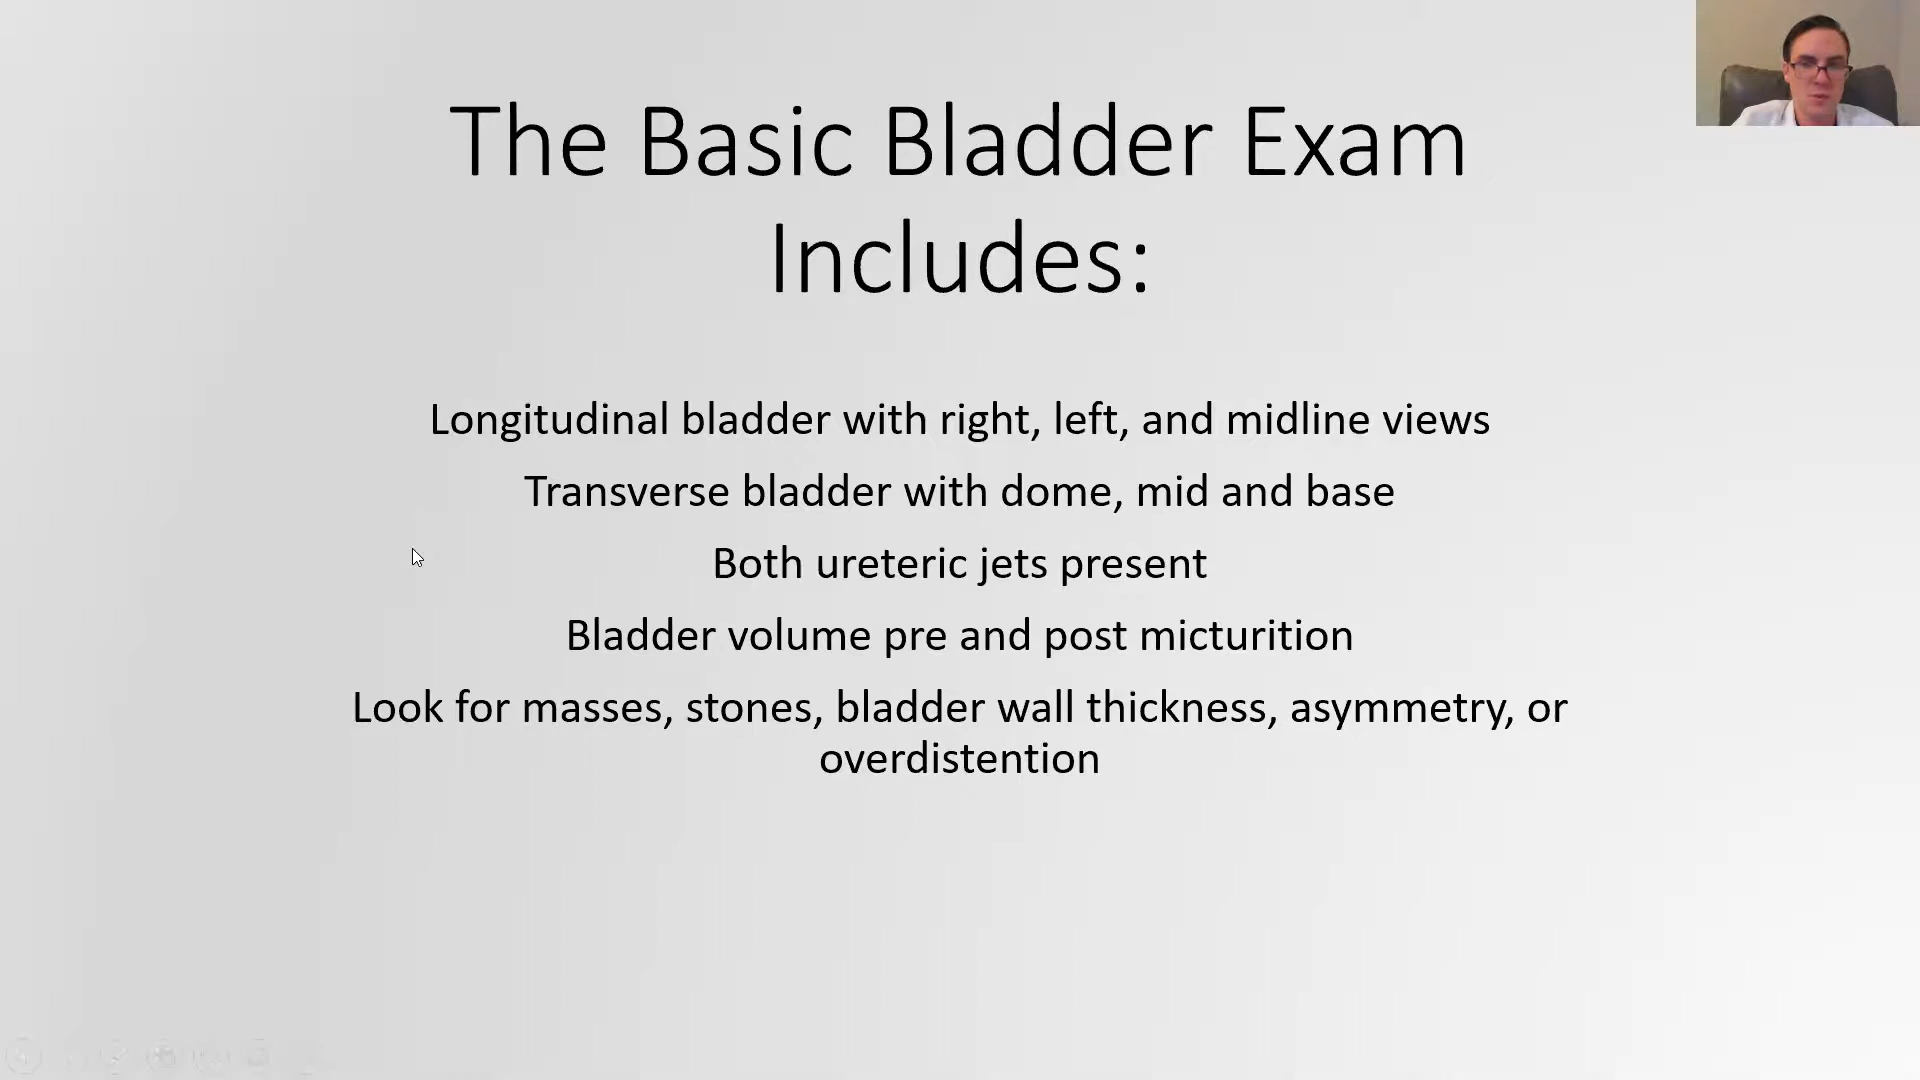 The Basic Bladder Exam
Includes:
Longitudinal bladder with right, left, and midline views
Transverse bladder with dome, mid and base
Both ureteric jets present
Bladder volume pre and post micturition
Look for masses, stones, bladder wall thickness, asymmetry, or
overdistention